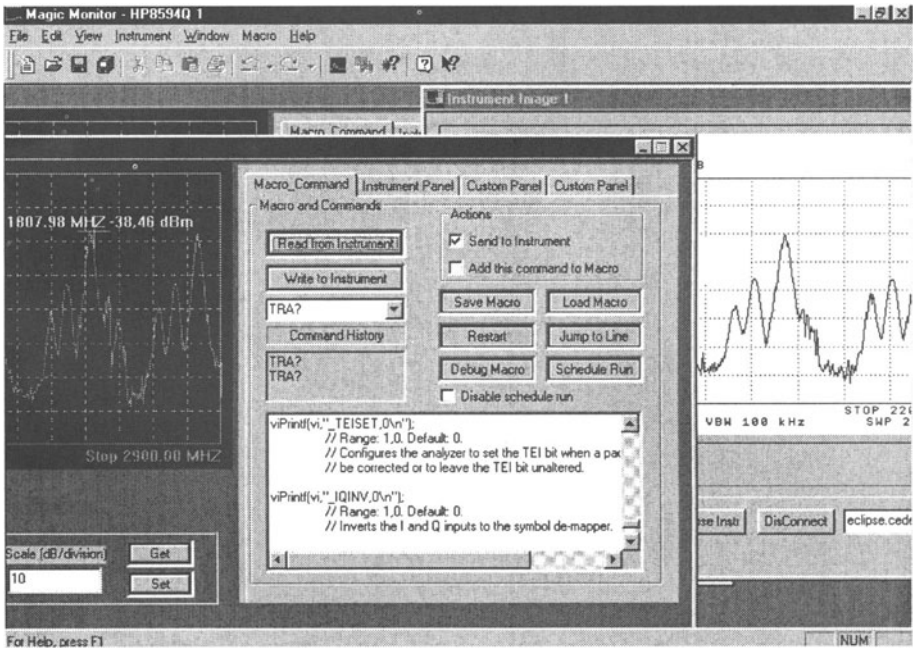 Magic Monitor - HP8594Q 1
File Edit View Instrument Window Macro Help
Instrument Image 1
Macro_Command
Macro_Command Instrument Panel Custom Panel Custom Panel
Macro and Commands
Actions
1807.98 MHZ -38.46 dBm
Read from Instrument
Send to Instrument
Write to Instrument
Add this command to Macro
TRA?
Save Macro Load Macro
Command History
Restart Jump to Line
TRA?
TRA?
Debug Macro Schedule Run
Disable schedule run
viPrintf(vi,"_TEISET,0\n");
// Range: 1,0. Default: 0.
// Configures the analyzer to set the TEI bit when a pac
// be corrected or to leave the TEI bit unaltered.
viPrintf(vi,"_IQINV,0\n");
// Range: 1,0. Default: 0.
// Inverts the I and Q inputs to the symbol de-mapper.
Stop 2900.00 MHZ
B
STOP 220
VBW 100 kHz SWP 2
se Instr DisConnect eclipse.cede
Scale (dB/division) Get
10 Set
For Help, press F1
NUM